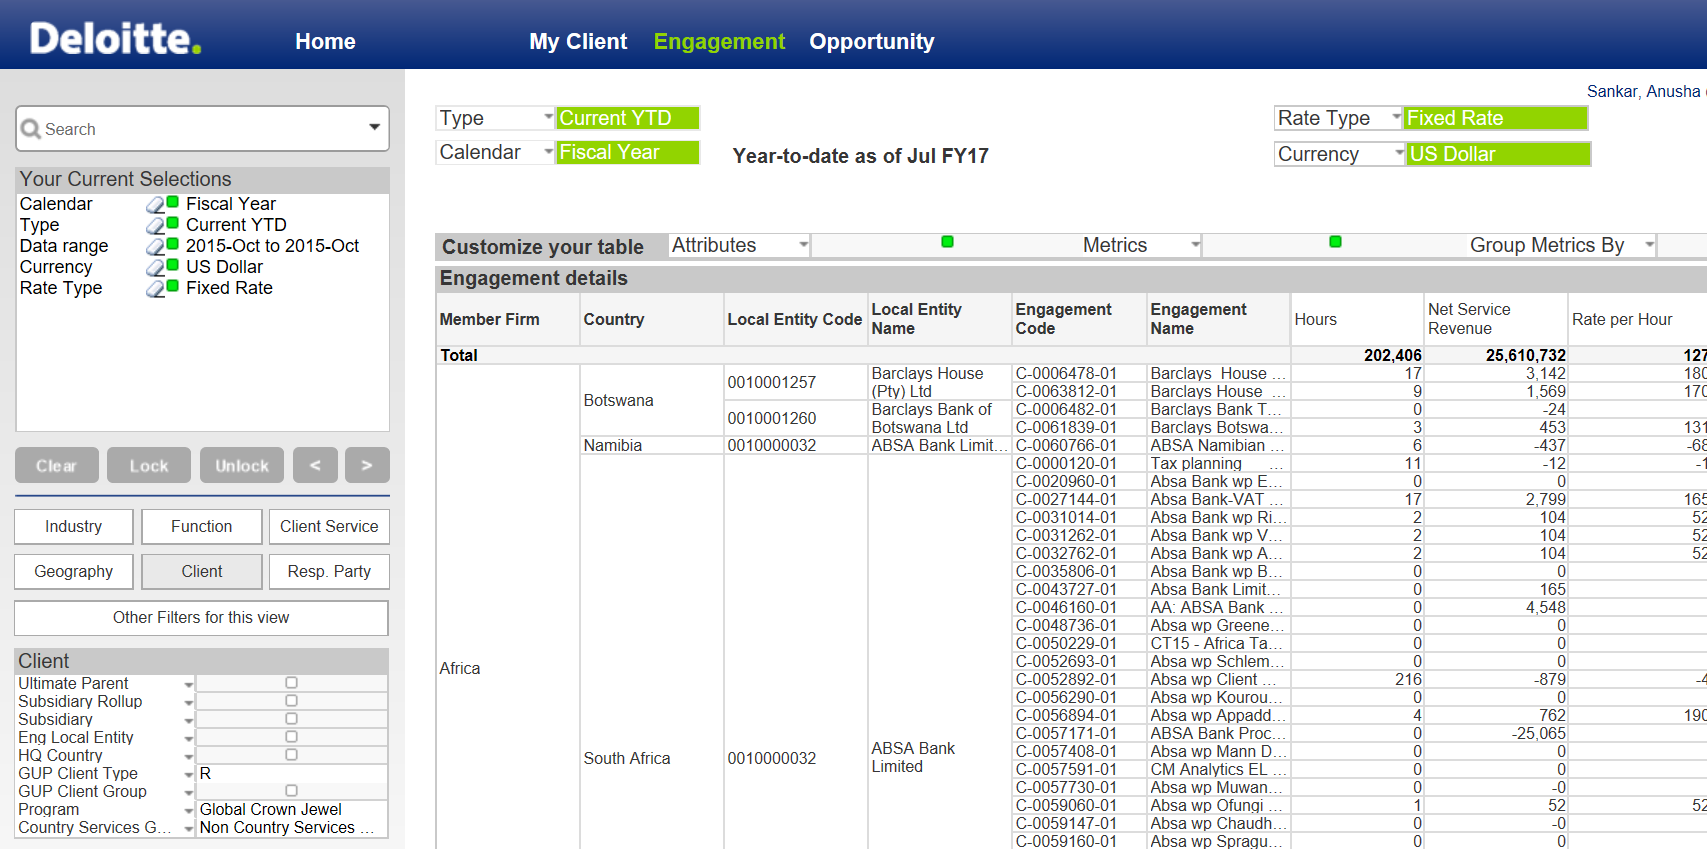 Deloitte.
Home My Client Engagement Opportunity
Sankar, Anusha
Search
Type Current YTD
Calendar Fiscal Year
Year-to-date as of Jul FY17
Rate Type Fixed Rate
Currency US Dollar
Your Current Selections
Calendar Fiscal Year
Type Current YTD
Data range 2015-Oct to 2015-Oct
Currency US Dollar
Rate Type Fixed Rate
Clear Lock Unlock < >
Industry Function Client Service
Geography Client Resp. Party
Other Filters for this view
Client
Ultimate Parent
Subsidiary Rollup
Subsidiary
Eng Local Entity
HQ Country
GUP Client Type R
GUP Client Group
Program Global Crown Jewel
Country Services G... Non Country Services ...
Customize your table Attributes Metrics Group Metrics By
Engagement details
Member Firm Country Local Entity Code Local Entity Name Engagement Code Engagement Name Hours Net Service Revenue Rate per Hour
Total 202,406 25,610,732 127
Africa
Botswana 0010001257 Barclays House (Pty) Ltd C-0006478-01 Barclays House ... 17 3,142 180
C-0063812-01 Barclays House ... 9 1,569 170
0010001260 Barclays Bank of Botswana Ltd C-0006482-01 Barclays Bank T... 0 -24
C-0061839-01 Barclays Botswa... 3 453 131
Namibia 0010000032 ABSA Bank Limit... C-0060766-01 ABSA Namibian ... 6 -437 -68
South Africa 0010000032 ABSA Bank Limited
C-0000120-01 Tax planning ... 11 -12 -1
C-0020960-01 Absa Bank wp E... 0 0
C-0027144-01 Absa Bank-VAT ... 17 2,799 165
C-0031014-01 Absa Bank wp Ri... 2 104 52
C-0031262-01 Absa Bank wp V... 2 104 52
C-0032762-01 Absa Bank wp A... 2 104 52
C-0035806-01 Absa Bank wp B... 0 0
C-0043727-01 Absa Bank Limit... 0 165
C-0046160-01 AA: ABSA Bank ... 0 4,548
C-0048736-01 Absa wp Greene... 0 0
C-0050229-01 CT15 - Africa Ta... 0 0
C-0052693-01 Absa wp Schlem... 0 0
C-0052892-01 Absa wp Client ... 216 -879 -4
C-0056290-01 Absa wp Kourou... 0 0
C-0056894-01 Absa wp Appadd... 4 762 190
C-0057171-01 ABSA Bank Proc... 0 -25,065
C-0057408-01 Absa wp Mann D... 0 0
C-0057591-01 CM Analytics EL ... 0 0
C-0057730-01 Absa wp Muwan... 0 -0
C-0059060-01 Absa wp Ofungi ... 1 52 52
C-0059147-01 Absa wp Chaudh... 0 -0
C-0059160-01 Absa wp Spragu... 0 0